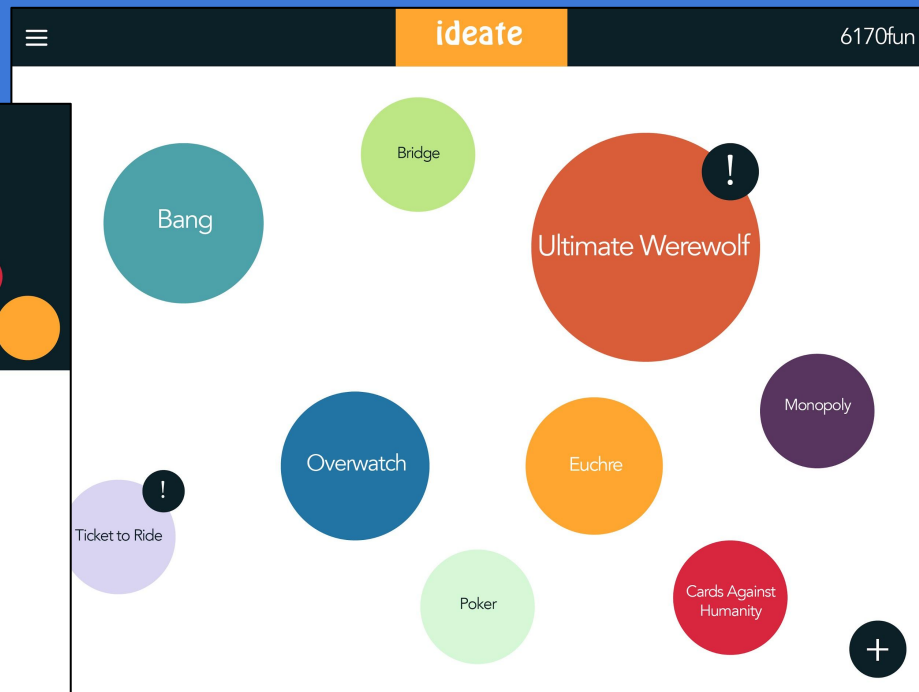 ideate
6170fun
Bridge
!
Bang
Ultimate Werewolf
Monopoly
Overwatch
Euchre
!
Ticket to Ride
Cards Against
Humanity
Poker
+